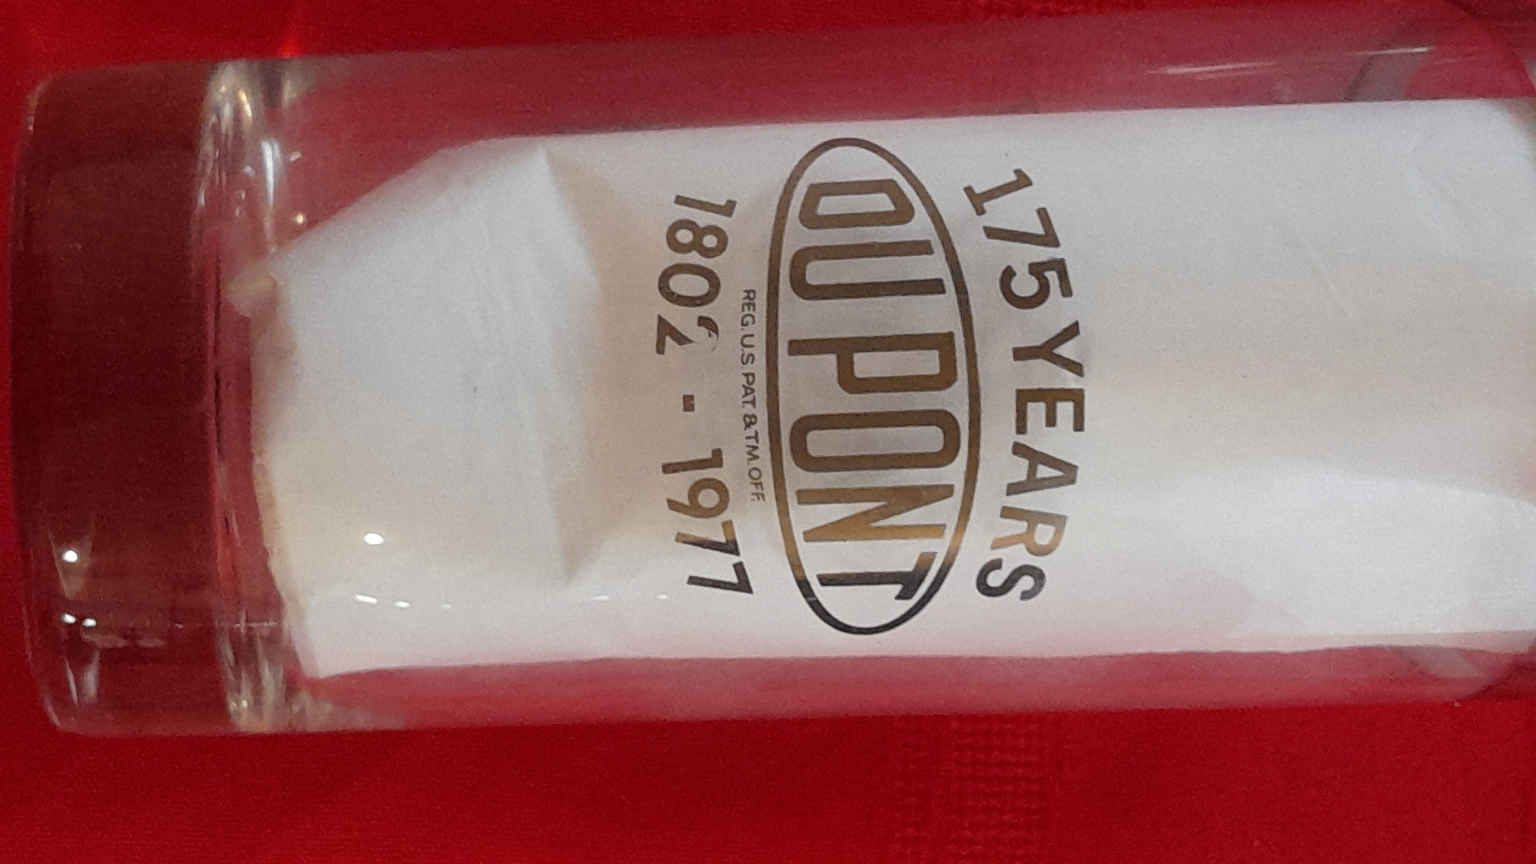 175 YEARS
DU PONT
REG. U.S. PAT. & TM. OFF.
1802 - 1977